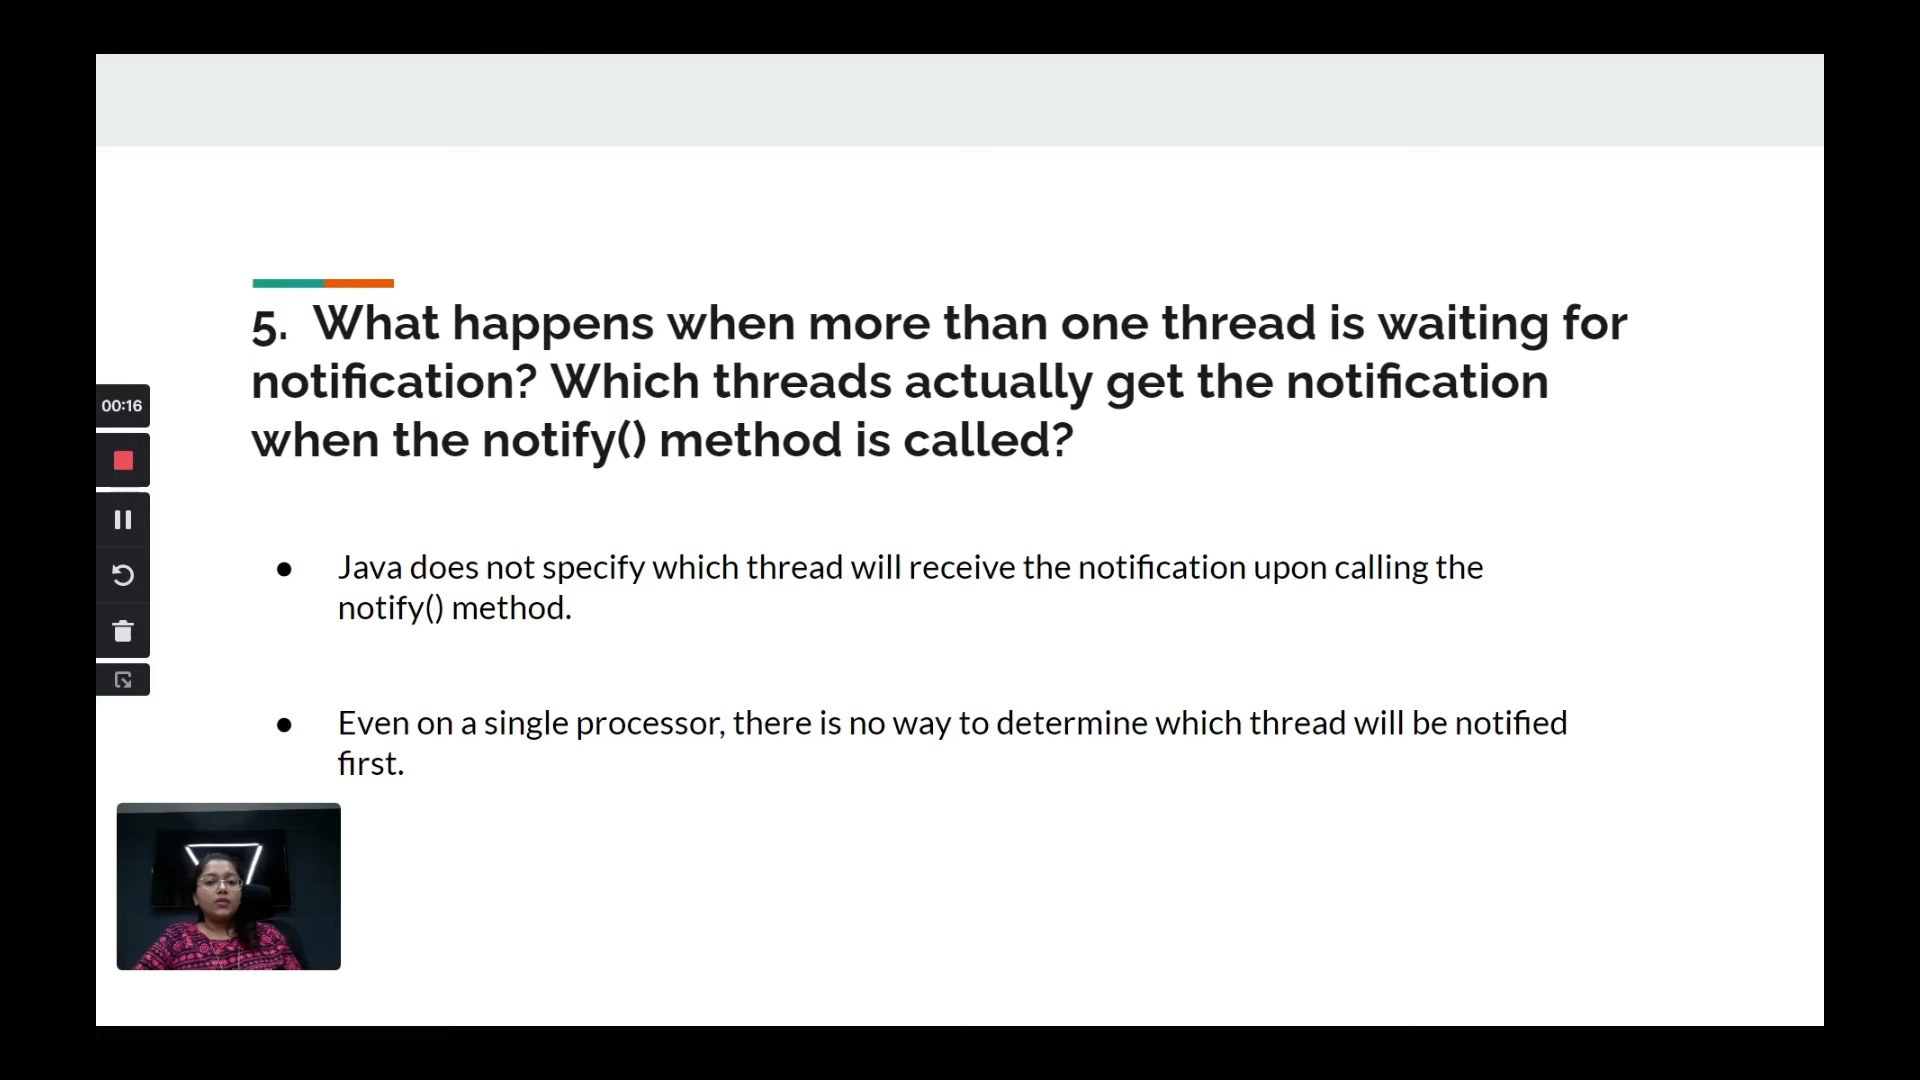 5. What happens when more than one thread is waiting for
notification? Which threads actually get the notification
when the notify() method is called?
00:16
● Java does not specify which thread will receive the notification upon calling the
notify() method.
● Even on a single processor, there is no way to determine which thread will be notified
first.